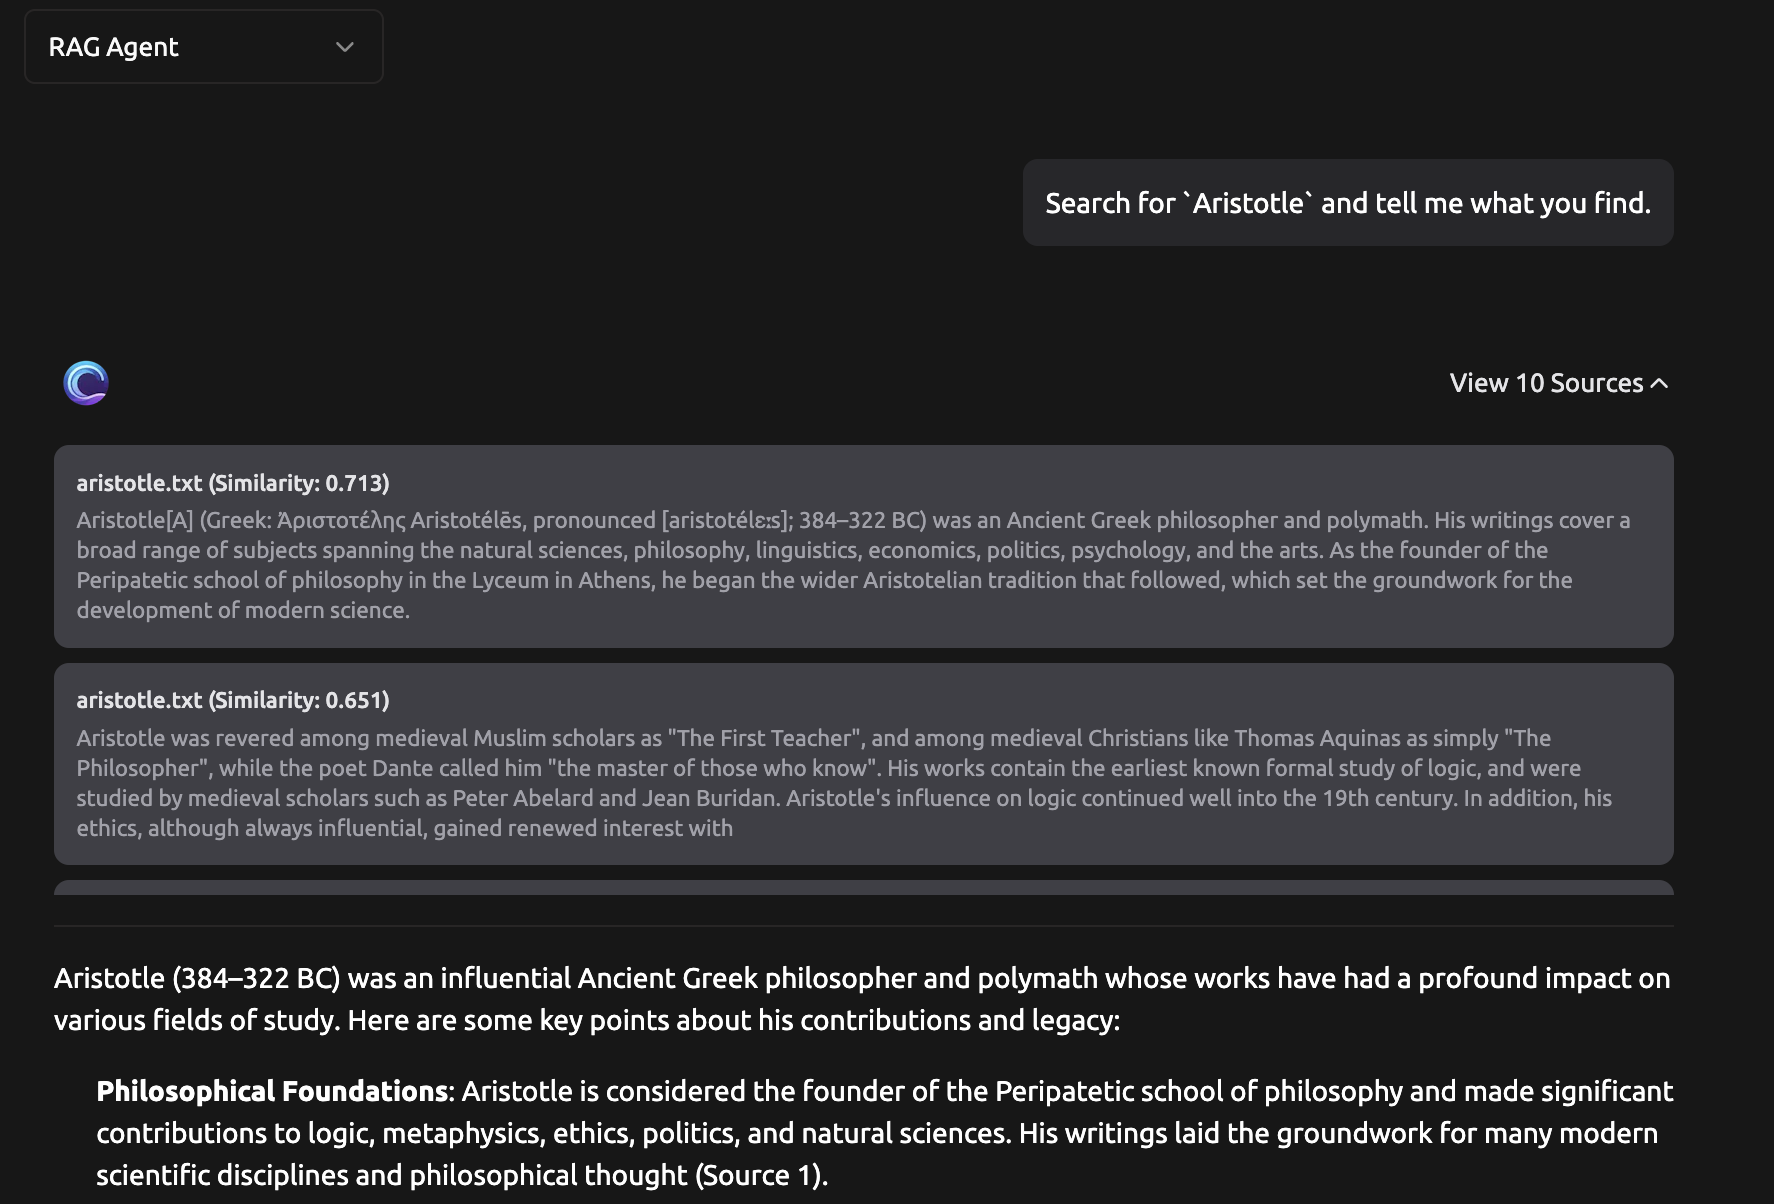 RAG Agent
Search for `Aristotle` and tell me what you find.
View 10 Sources
aristotle.txt (Similarity: 0.713)
Aristotle[A] (Greek: Ἀριστοτέλης Aristotélēs, pronounced [aristotélɛːs]; 384–322 BC) was an Ancient Greek philosopher and polymath. His writings cover a
broad range of subjects spanning the natural sciences, philosophy, linguistics, economics, politics, psychology, and the arts. As the founder of the
Peripatetic school of philosophy in the Lyceum in Athens, he began the wider Aristotelian tradition that followed, which set the groundwork for the
development of modern science.
aristotle.txt (Similarity: 0.651)
Aristotle was revered among medieval Muslim scholars as "The First Teacher", and among medieval Christians like Thomas Aquinas as simply "The
Philosopher", while the poet Dante called him "the master of those who know". His works contain the earliest known formal study of logic, and were
studied by medieval scholars such as Peter Abelard and Jean Buridan. Aristotle's influence on logic continued well into the 19th century. In addition, his
ethics, although always influential, gained renewed interest with
Aristotle (384–322 BC) was an influential Ancient Greek philosopher and polymath whose works have had a profound impact on
various fields of study. Here are some key points about his contributions and legacy:
Philosophical Foundations: Aristotle is considered the founder of the Peripatetic school of philosophy and made significant
contributions to logic, metaphysics, ethics, politics, and natural sciences. His writings laid the groundwork for many modern
scientific disciplines and philosophical thought (Source 1).